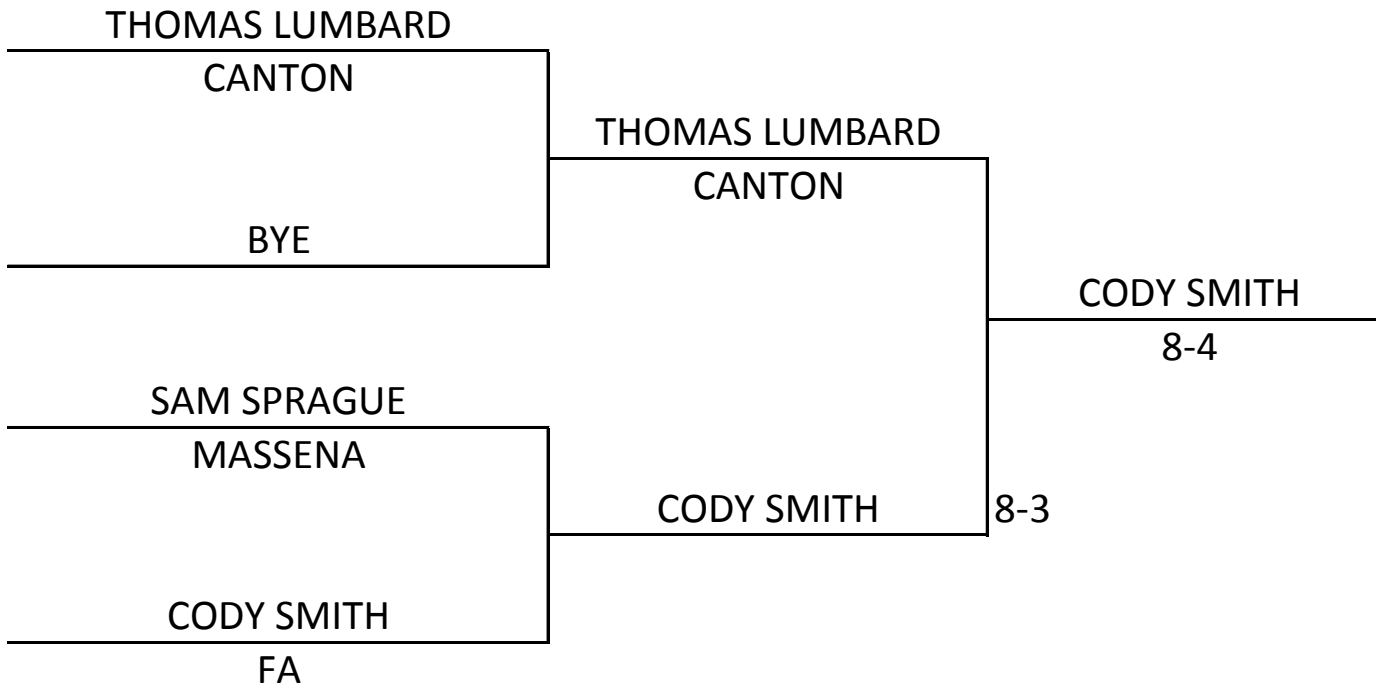 THOMAS LUMBARD
CANTON
BYE
SAM SPRAGUE
MASSENA
CODY SMITH
FA
THOMAS LUMBARD
CANTON
CODY SMITH
8-3
CODY SMITH
8-4